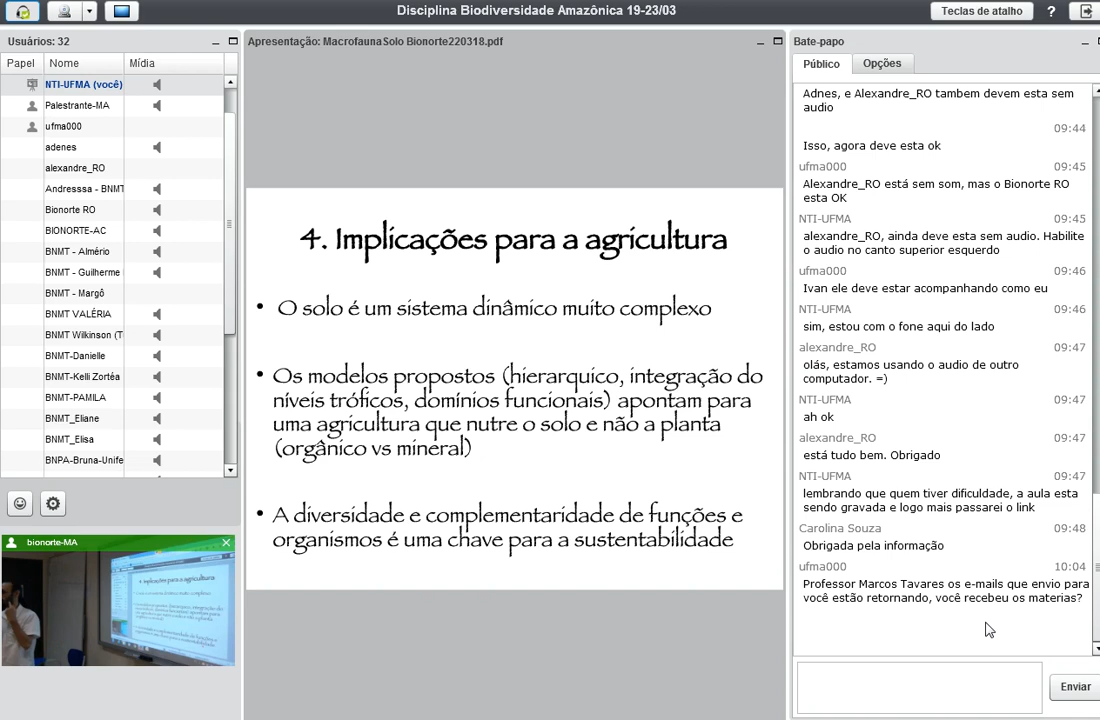 Disciplina Biodiversidade Amazônica 19-23/03
Teclas de atalho
?
Usuários: 32
Papel Nome Mídia
NTI-UFMA (você)
Palestrante-MA
ufma000
adenes
alexandre_RO
Andresssa - BNMT
Bionorte RO
BIONORTE-AC
BNMT - Almério
BNMT - Guilherme
BNMT - Margô
BNMT VALÉRIA
BNMT Wilkinson (T
BNMT-Danielle
BNMT-Kelli Zortéa
BNMT-PAMILA
BNMT_Eliane
BNMT_Elisa
BNPA-Bruna-Unife
bionorte-MA
4. Implicações para a agricultura
Apresentação: MacrofaunaSolo Bionorte220318.pdf
4. Implicações para a agricultura
• O solo é um sistema dinâmico muito complexo
• Os modelos propostos (hierarquico, integração do
níveis tróficos, domínios funcionais) apontam para
uma agricultura que nutre o solo e não a planta
(orgânico vs mineral)
• A diversidade e complementaridade de funções e
organismos é uma chave para a sustentabilidade
Bate-papo
Público Opções
Adnes, e Alexandre_RO tambem devem esta sem
audio
09:44
Isso, agora deve esta ok
ufma000 09:45
Alexandre_RO está sem som, mas o Bionorte RO
esta OK
NTI-UFMA 09:45
alexandre_RO, ainda deve esta sem audio. Habilite
o audio no canto superior esquerdo
ufma000 09:46
Ivan ele deve estar acompanhando como eu
NTI-UFMA 09:46
sim, estou com o fone aqui do lado
alexandre_RO 09:47
olás, estamos usando o audio de outro
computador. =)
NTI-UFMA 09:47
ah ok
alexandre_RO 09:47
está tudo bem. Obrigado
NTI-UFMA 09:47
lembrando que quem tiver dificuldade, a aula esta
sendo gravada e logo mais passarei o link
Carolina Souza 09:48
Obrigada pela informação
ufma000 10:04
Professor Marcos Tavares os e-mails que envio para
você estão retornando, você recebeu os materias?
Enviar